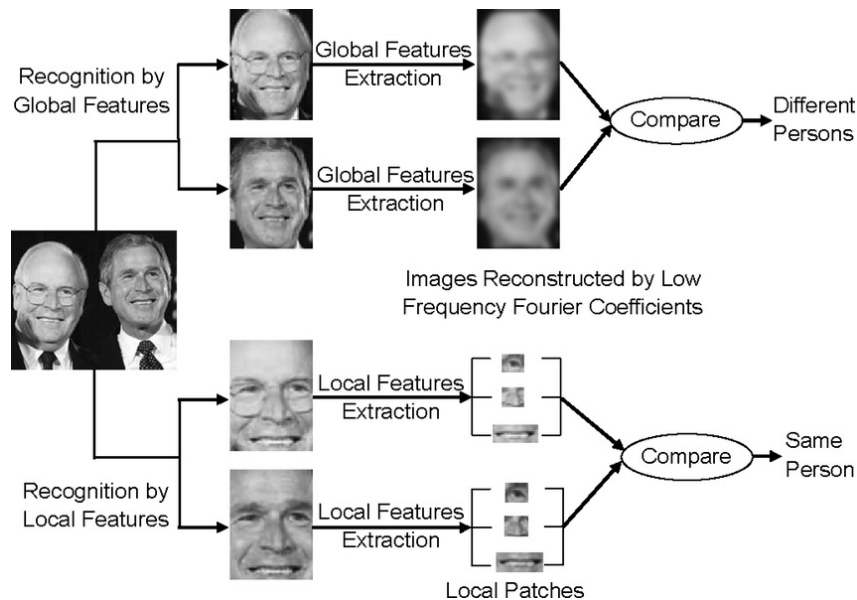 Recognition by
Global Features
Global Features
Extraction
Global Features
Extraction
Compare
Different
Persons
Images Reconstructed by Low
Frequency Fourier Coefficients
Recognition by
Local Features
Local Features
Extraction
Local Features
Extraction
Compare
Same
Person
Local Patches